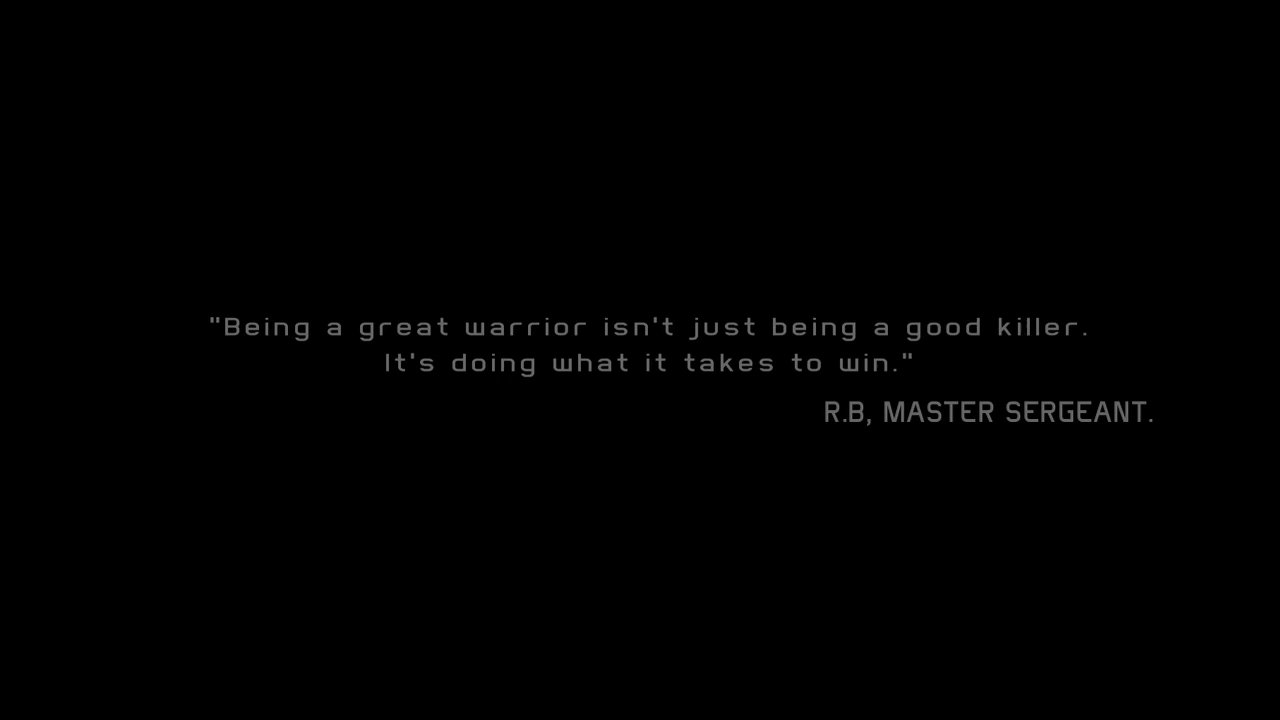 "Being a great warrior isn't just being a good killer.
It's doing what it takes to win."
R.B, MASTER SERGEANT.